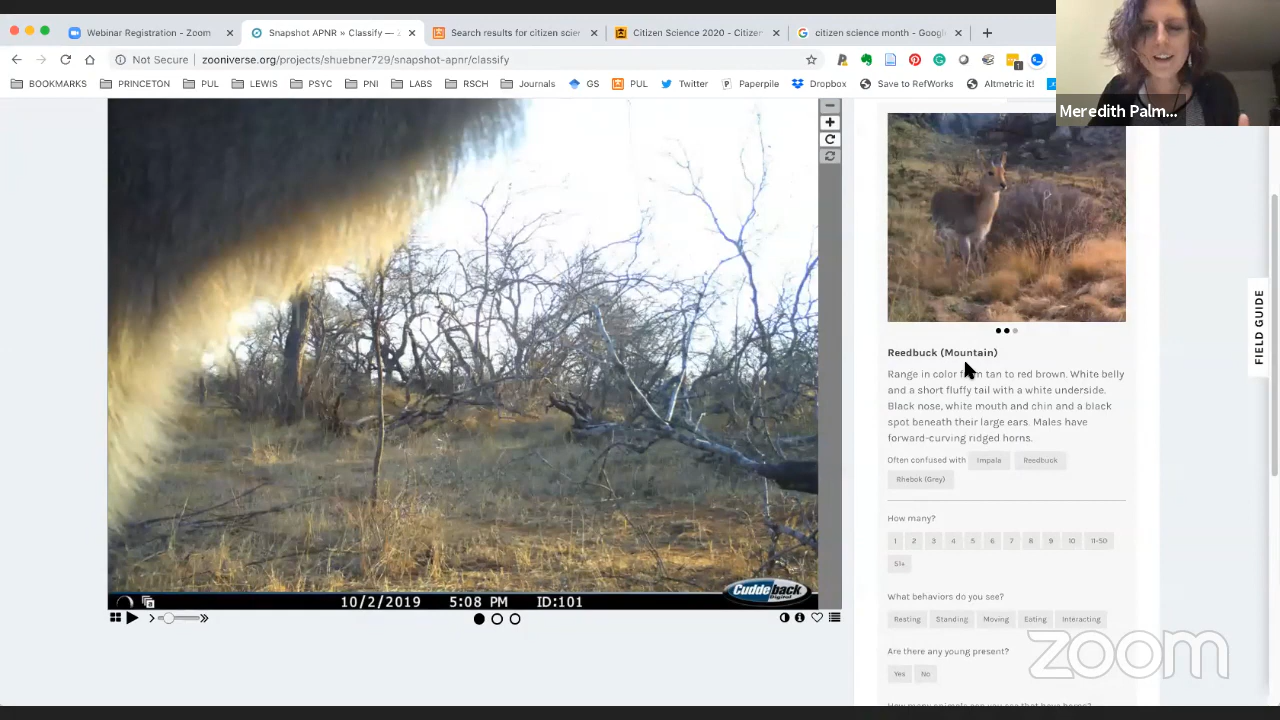 Webinar Registration - Zoom
Snapshot APNR » Classify —
Search results for citizen scie
Citizen Science 2020 - Citizen
citizen science month - Goog
Not Secure
zooniverse.org/projects/shuebner729/snapshot-apnr/classify
BOOKMARKS
PRINCETON
PUL
LEWIS
PSYC
PNI
LABS
RSCH
Journals
GS
PUL
Twitter
Paperpile
Dropbox
Save to RefWorks
Altmetric it!
Meredith Palm...
Reedbuck (Mountain)
Range in color from tan to red brown. White belly
and a short fluffy tail with a white underside.
Black nose, white mouth and chin and a black
spot beneath their large ears. Males have
forward-curving ridged horns.
Often confused with Impala Reedbuck
Rhebok (Grey)
How many?
1 2 3 4 5 6 7 8 9 10 11-50
51+
What behaviors do you see?
Resting Standing Moving Eating Interacting
Are there any young present?
Yes No
FIELD GUIDE
Cuddeback
Digital
10/2/2019 5:08 PM ID:101
zoom